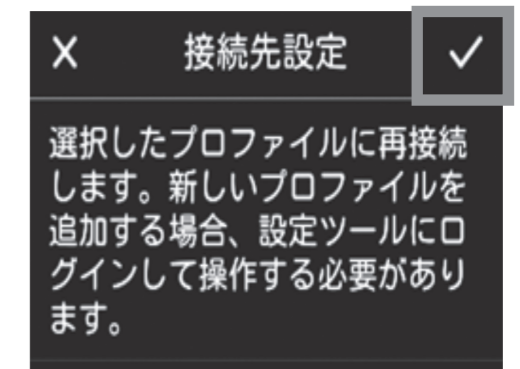 X 接続先設定 ✓
選択したプロファイルに再接続
します。新しいプロファイルを
追加する場合、設定ツールにロ
グインして操作する必要があり
ます。